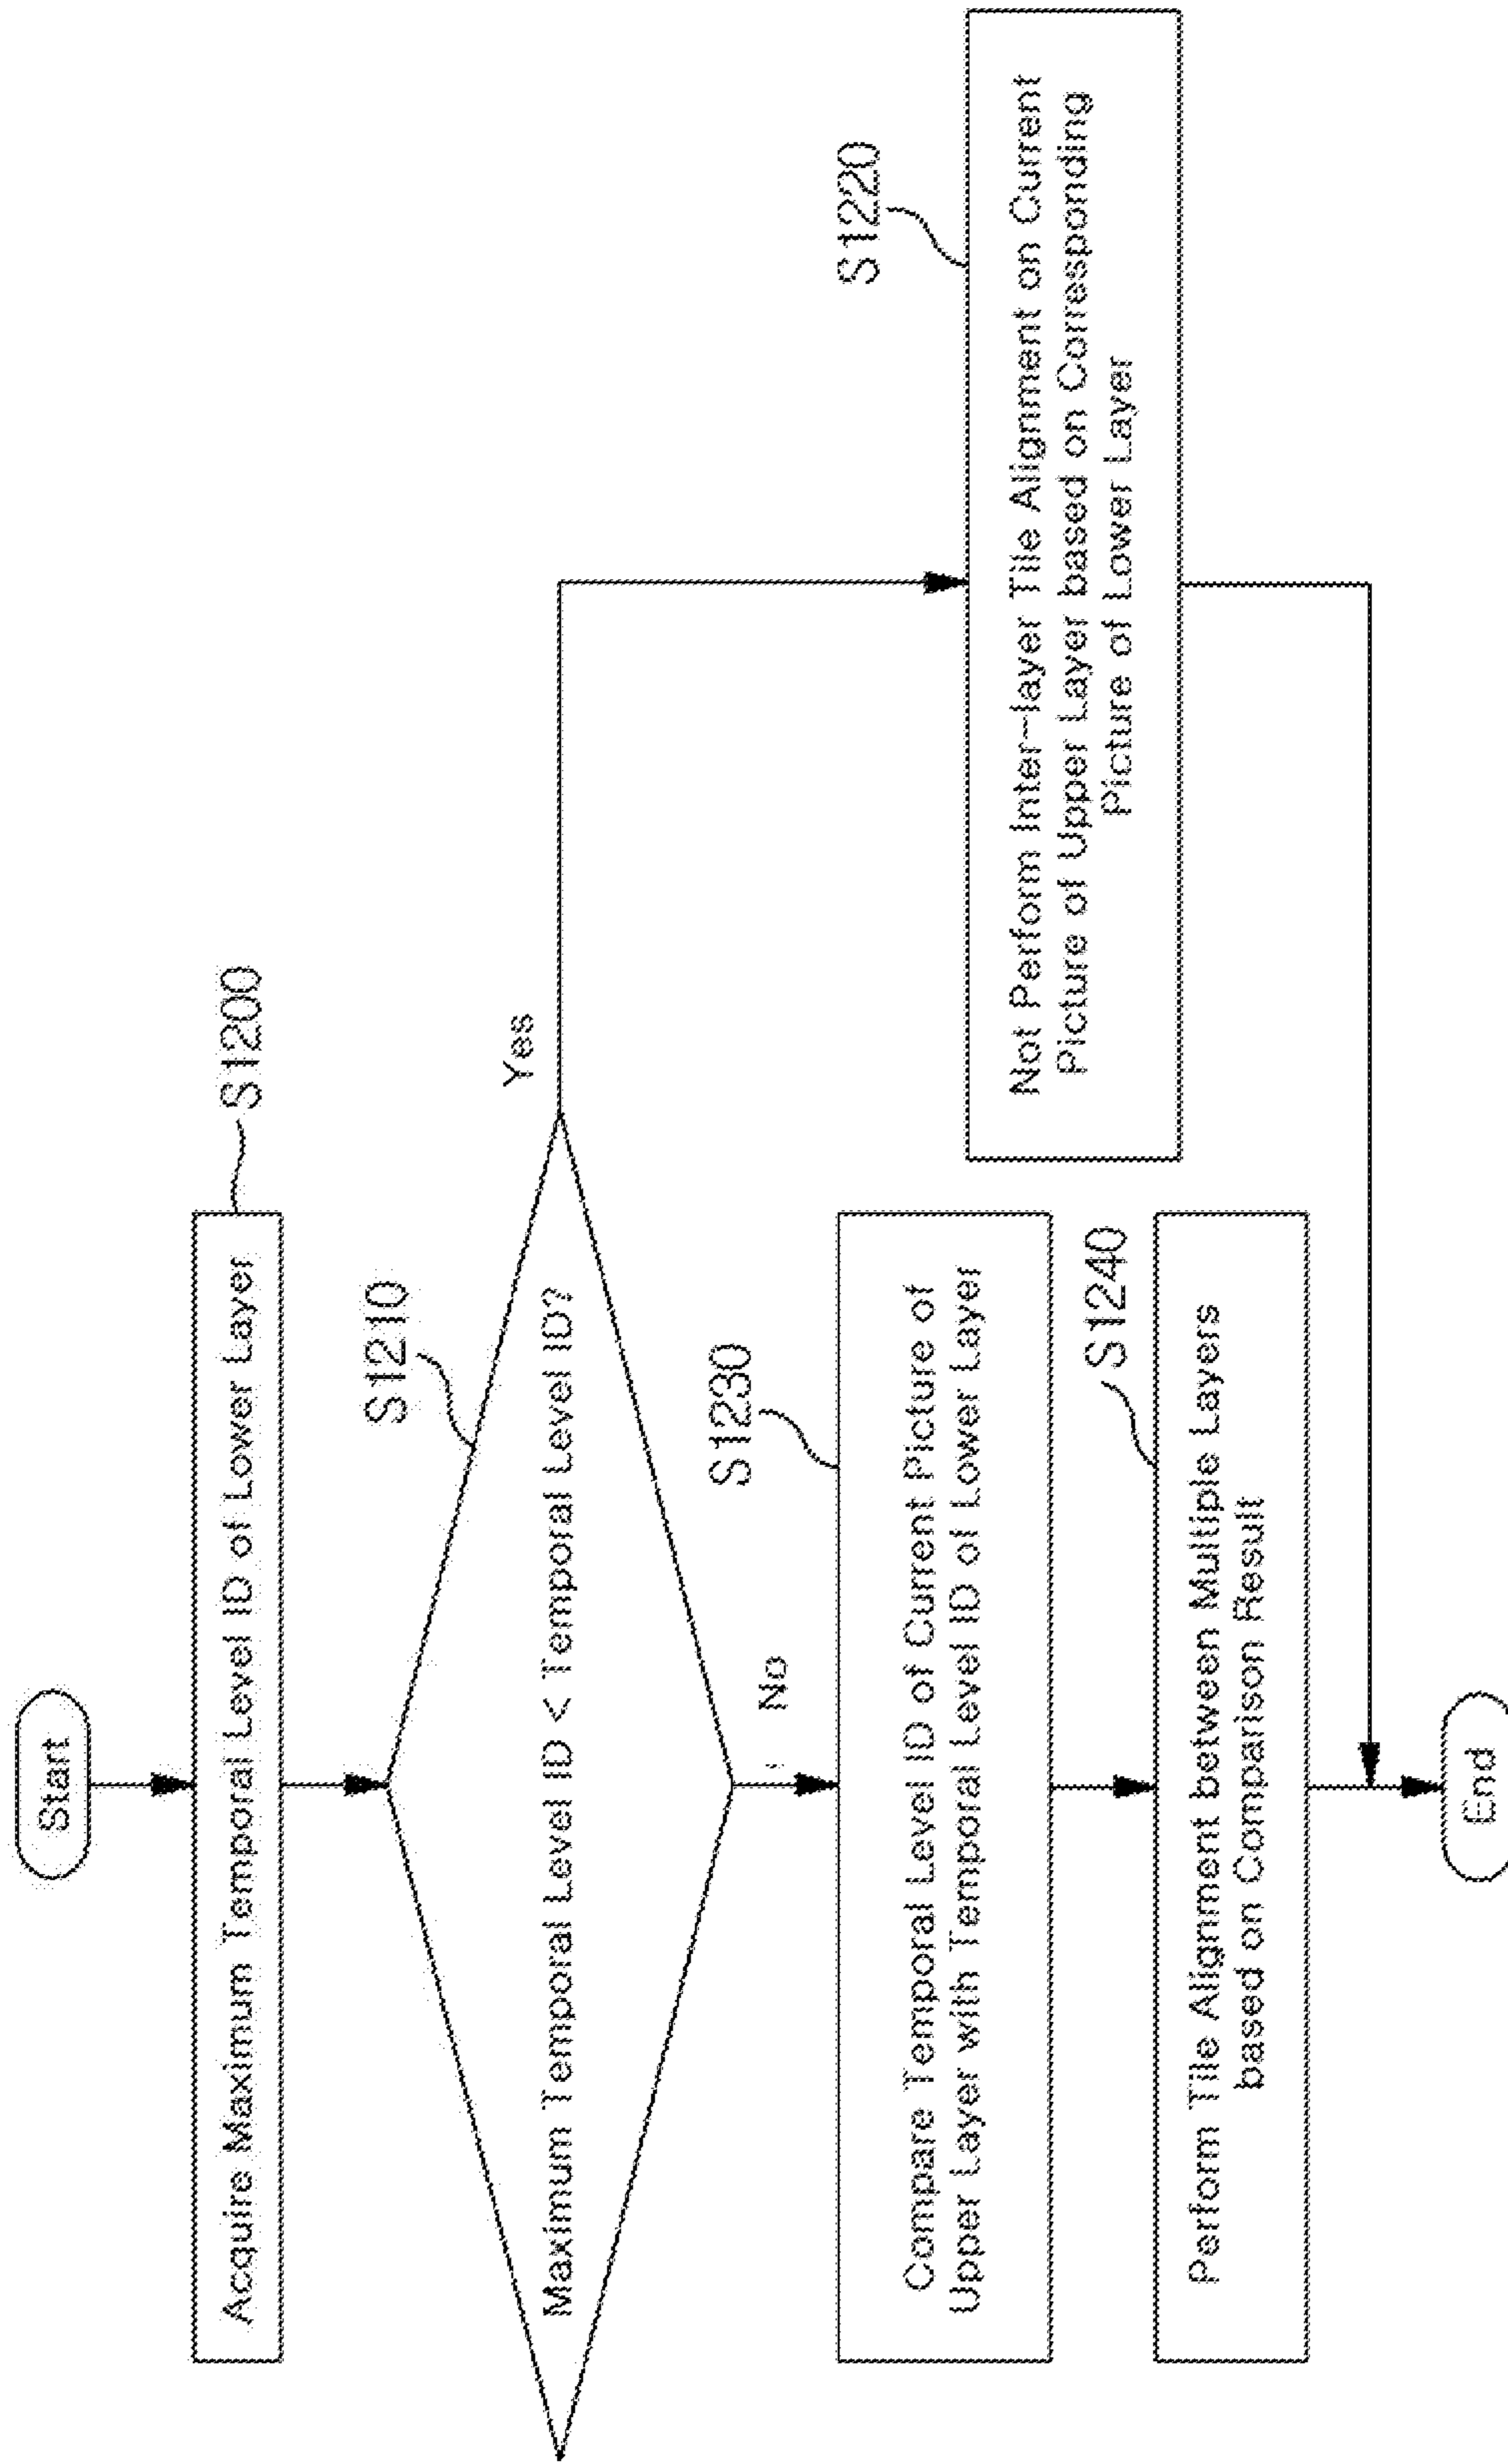 Start
Acquire Maximum Temporal Level ID of Lower Layer
S1200
S1210
Maximum Temporal Level ID < Temporal Level ID?
Yes
No
S1220
Not Perform Inter-layer Tile Alignment on Current
Picture of Upper Layer based on Corresponding
Picture of Lower Layer
S1230
Compare Temporal Level ID of Current Picture of
Upper Layer with Temporal Level ID of Lower Layer
S1240
Perform Tile Alignment between Multiple Layers
based on Comparison Result
End